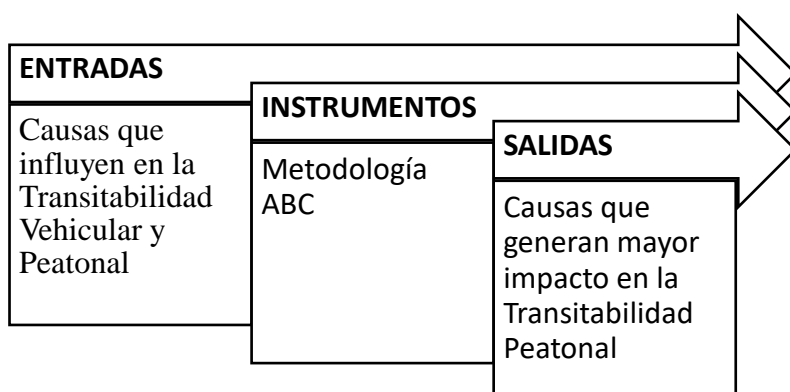 ENTRADAS
Causas que
influyen en la
Transitabilidad
Vehicular y
Peatonal
INSTRUMENTOS
Metodología
ABC
SALIDAS
Causas que
generan mayor
impacto en la
Transitabilidad
Peatonal